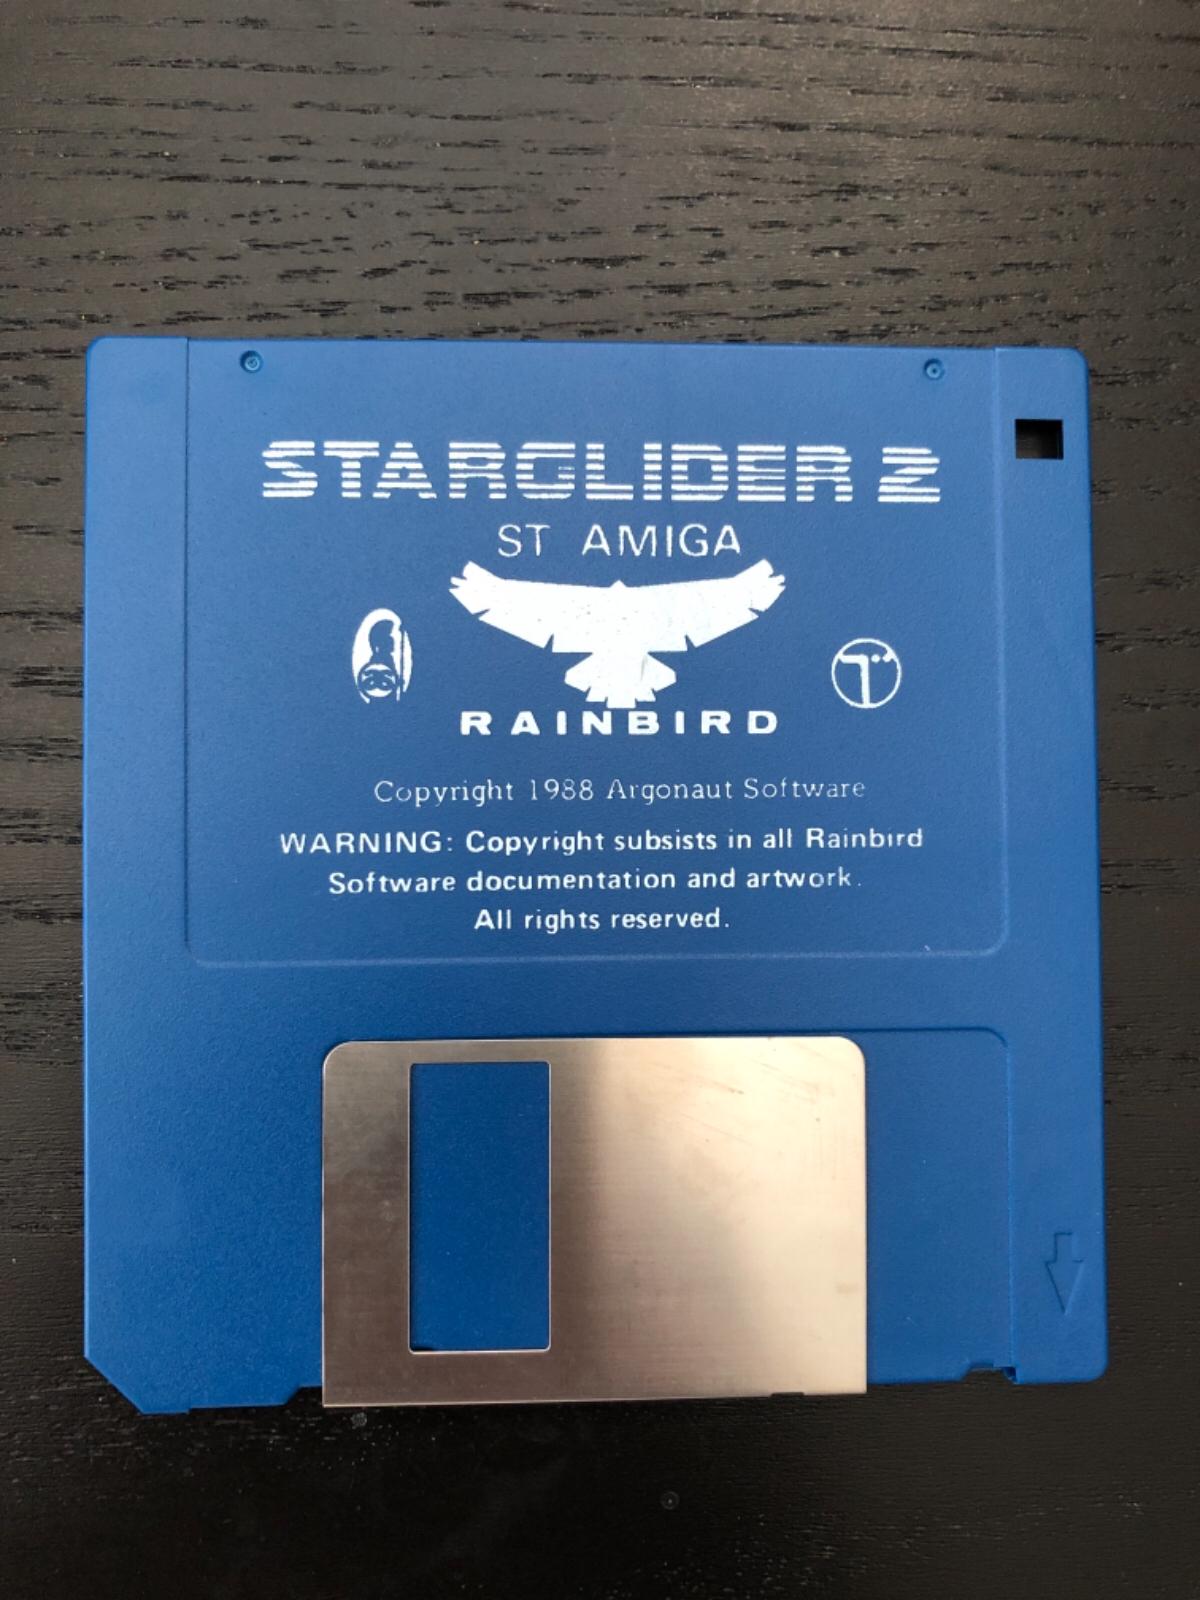 STARGLIDER 2
ST AMIGA
RAINBIRD
Copyright 1988 Argonaut Software
WARNING: Copyright subsists in all Rainbird
Software documentation and artwork.
All rights reserved.